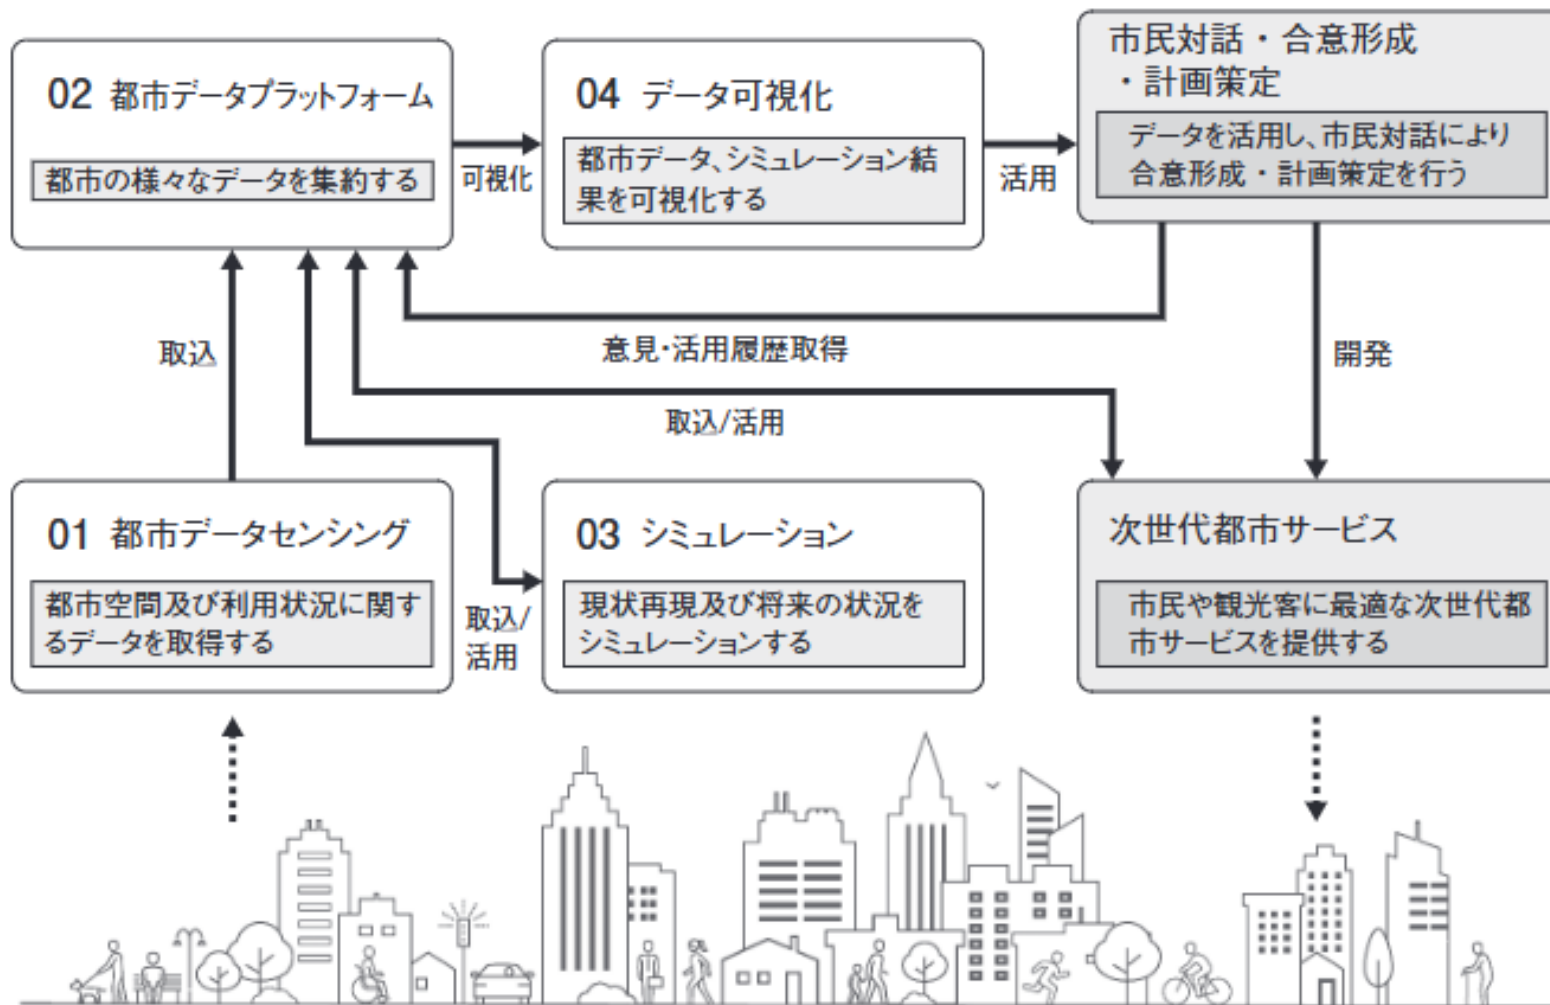 02 都市データプラットフォーム
都市の様々なデータを集約する
可視化
04 データ可視化
都市データ、シミュレーション結
果を可視化する
活用
市民対話・合意形成
・計画策定
データを活用し、市民対話により
合意形成・計画策定を行う
取込
意見・活用履歴取得
開発
取込/活用
01 都市データセンシング
都市空間及び利用状況に関す
るデータを取得する
取込/
活用
03 シミュレーション
現状再現及び将来の状況を
シミュレーションする
次世代都市サービス
市民や観光客に最適な次世代都
市サービスを提供する